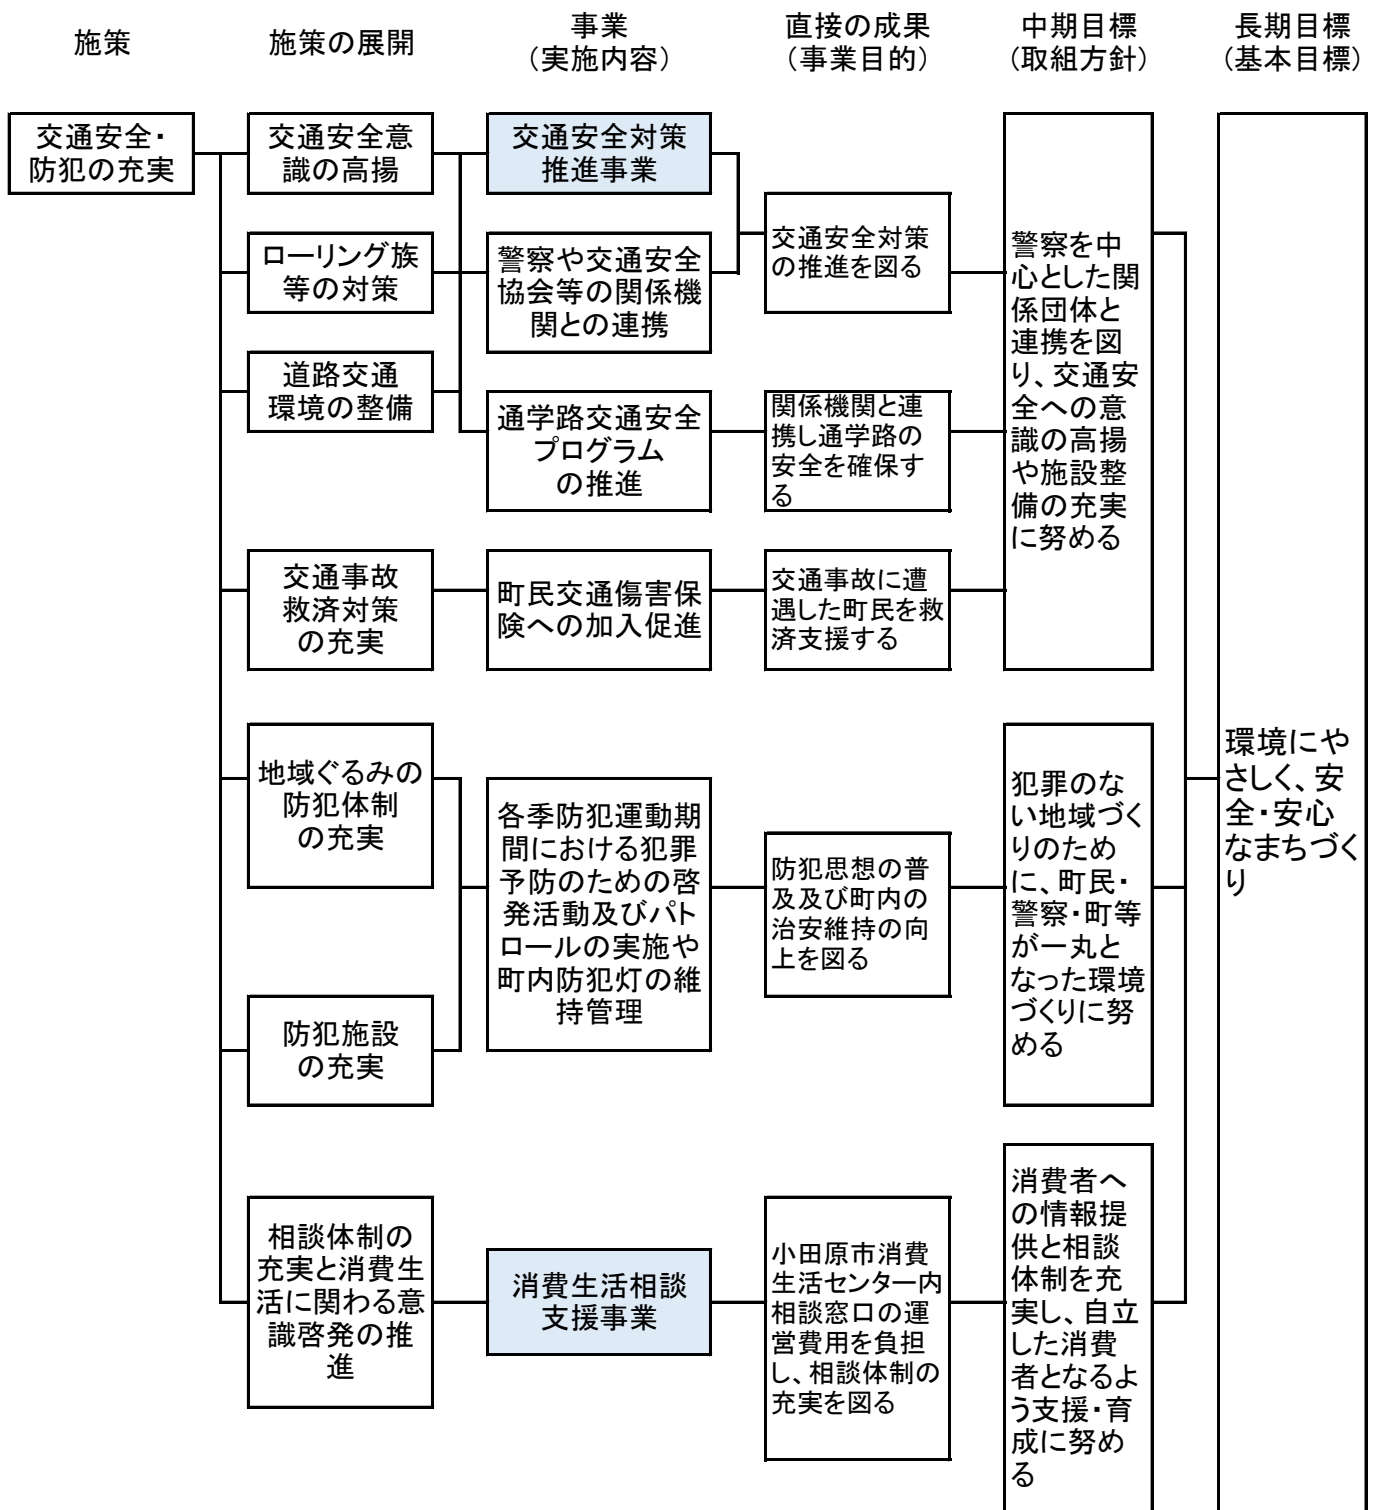 施策
施策の展開
事業
（実施内容）
直接の成果
（事業目的）
中期目標
（取組方針）
長期目標
（基本目標）
交通安全・
防犯の充実
交通安全意
識の高揚
ローリング族
等の対策
道路交通
環境の整備
交通事故
救済対策
の充実
地域ぐるみの
防犯体制
の充実
防犯施設
の充実
相談体制の
充実と消費生
活に関わる意
識啓発の推
進
交通安全対策
推進事業
警察や交通安全
協会等の関係機
関との連携
通学路交通安全
プログラム
の推進
町民交通傷害保
険への加入促進
各季防犯運動期
間における犯罪
予防のための啓
発活動及びパト
ロールの実施や
町内防犯灯の維
持管理
消費生活相談
支援事業
交通安全対策
の推進を図る
関係機関と連
携し通学路の
安全を確保す
る
交通事故に遭
遇した町民を救
済支援する
防犯思想の普
及及び町内の
治安維持の向
上を図る
小田原市消費
生活センター内
相談窓口の運
営費用を負担
し、相談体制の
充実を図る
警察を中
心とした関
係団体と
連携を図
り、交通安
全への意
識の高揚
や施設整
備の充実
に努める
犯罪のな
い地域づく
りのため
に、町民・
警察・町等
が一丸と
なった環境
づくりに努
める
消費者へ
の情報提
供と相談
体制を充
実し、自立
した消費
者となるよ
う支援・育
成に努め
る
環境にや
さしく、安
全・安心
なまちづく
り